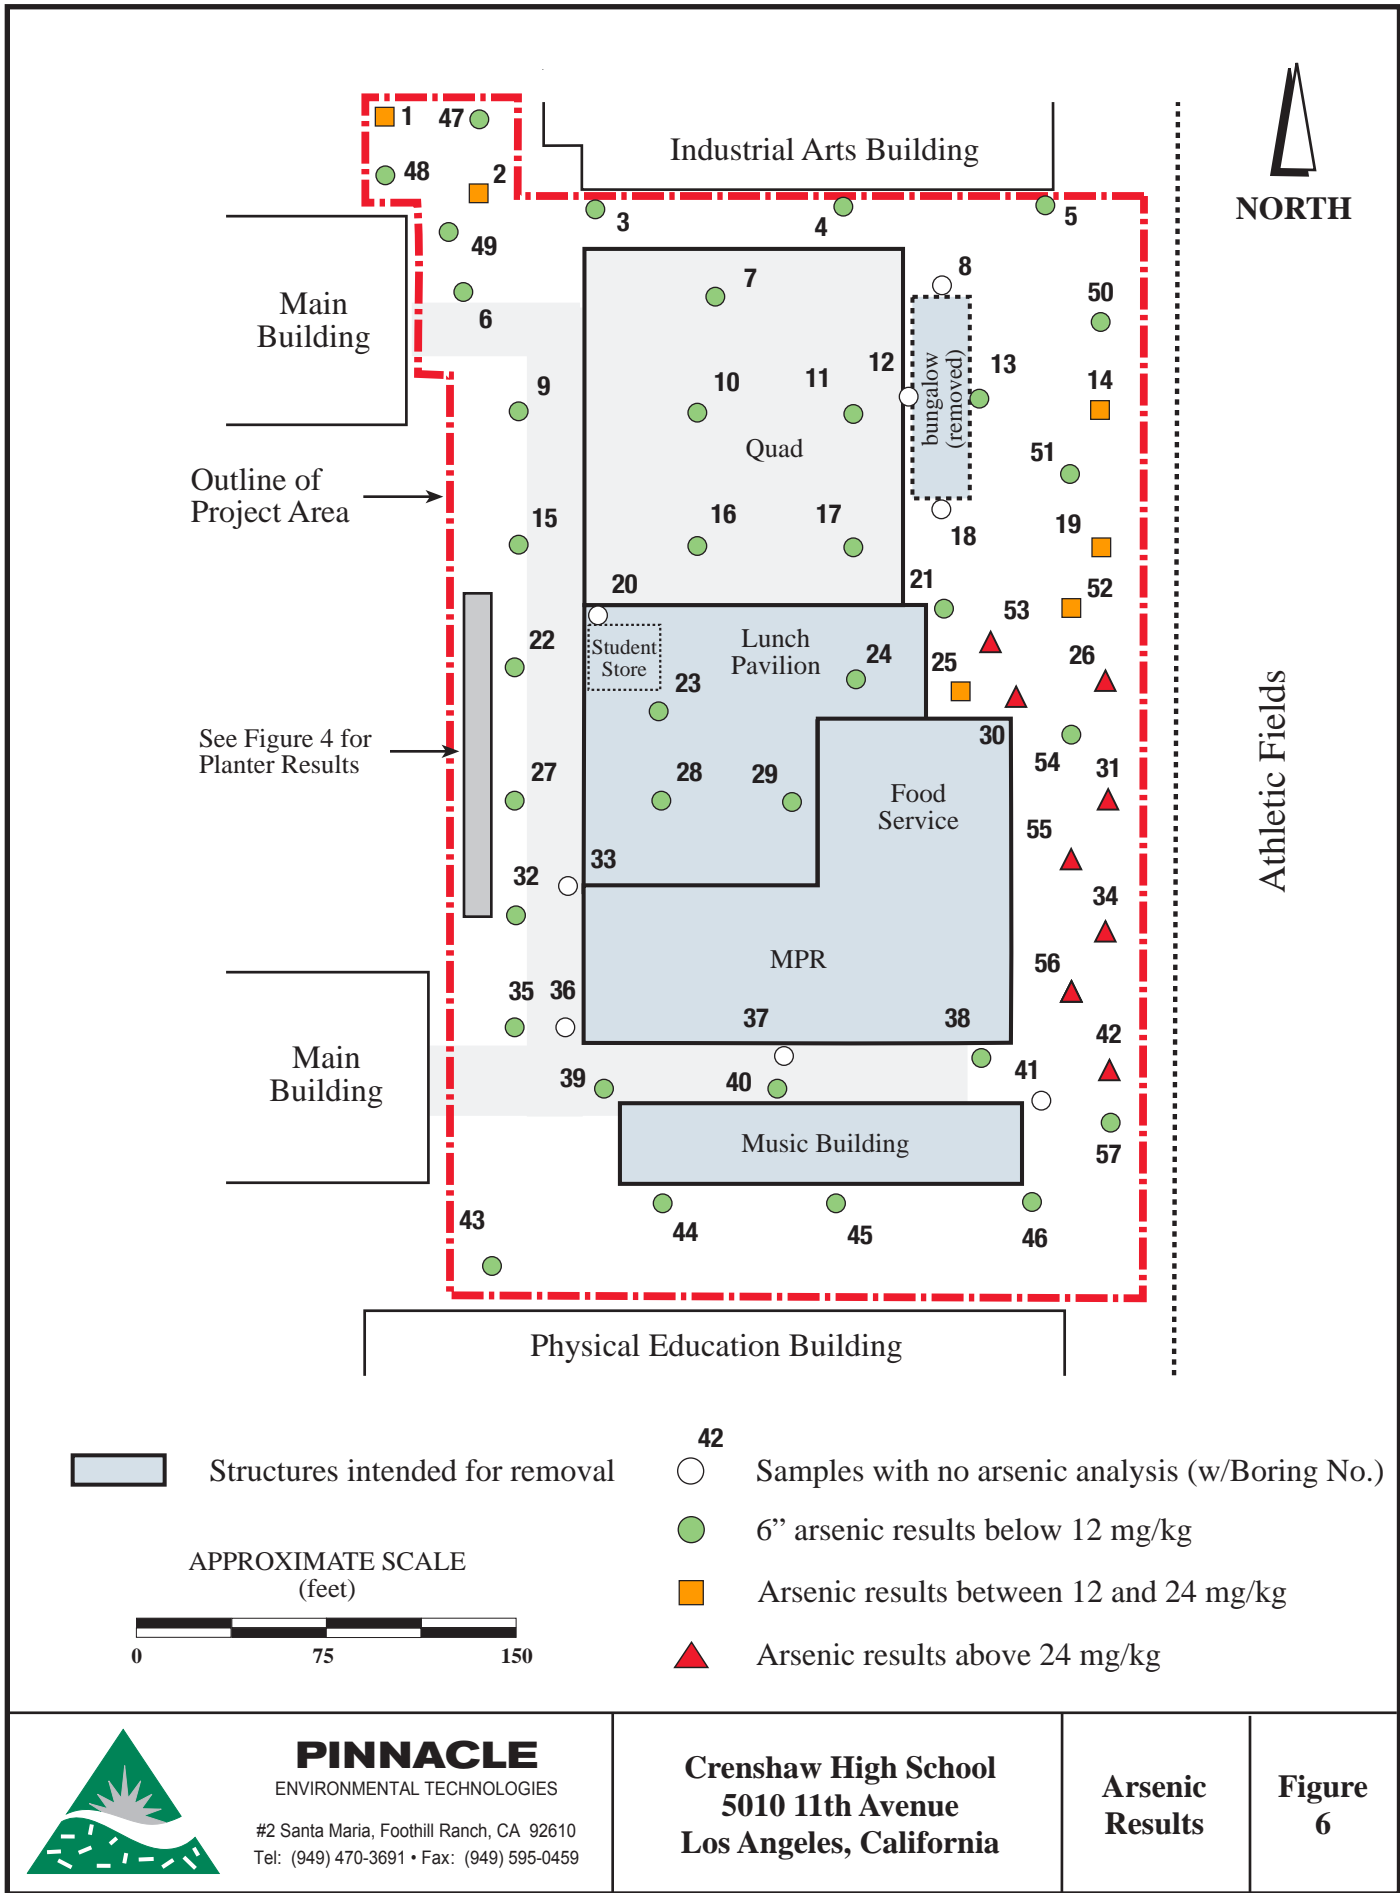 1
47
48
2
Industrial Arts Building
NORTH
3
4
5
49
6
Main
Building
7
8
50
9
10
11
12
bungalow
(removed)
13
14
Quad
51
Outline of
Project Area
15
16
17
18
19
20
21
52
53
Student
Store
Lunch
Pavilion
22
23
24
25
26
See Figure 4 for
Planter Results
27
28
29
30
Food
Service
54
31
Athletic Fields
55
32
33
34
MPR
56
35
36
37
38
42
Main
Building
39
40
41
Music Building
57
43
44
45
46
Physical Education Building
Structures intended for removal
APPROXIMATE SCALE
(feet)
0
75
150
42
Samples with no arsenic analysis (w/Boring No.)
6” arsenic results below 12 mg/kg
Arsenic results between 12 and 24 mg/kg
Arsenic results above 24 mg/kg
PINNACLE
ENVIRONMENTAL TECHNOLOGIES
#2 Santa Maria, Foothill Ranch, CA 92610
Tel: (949) 470-3691 • Fax: (949) 595-0459
Crenshaw High School
5010 11th Avenue
Los Angeles, California
Arsenic
Results
Figure
6